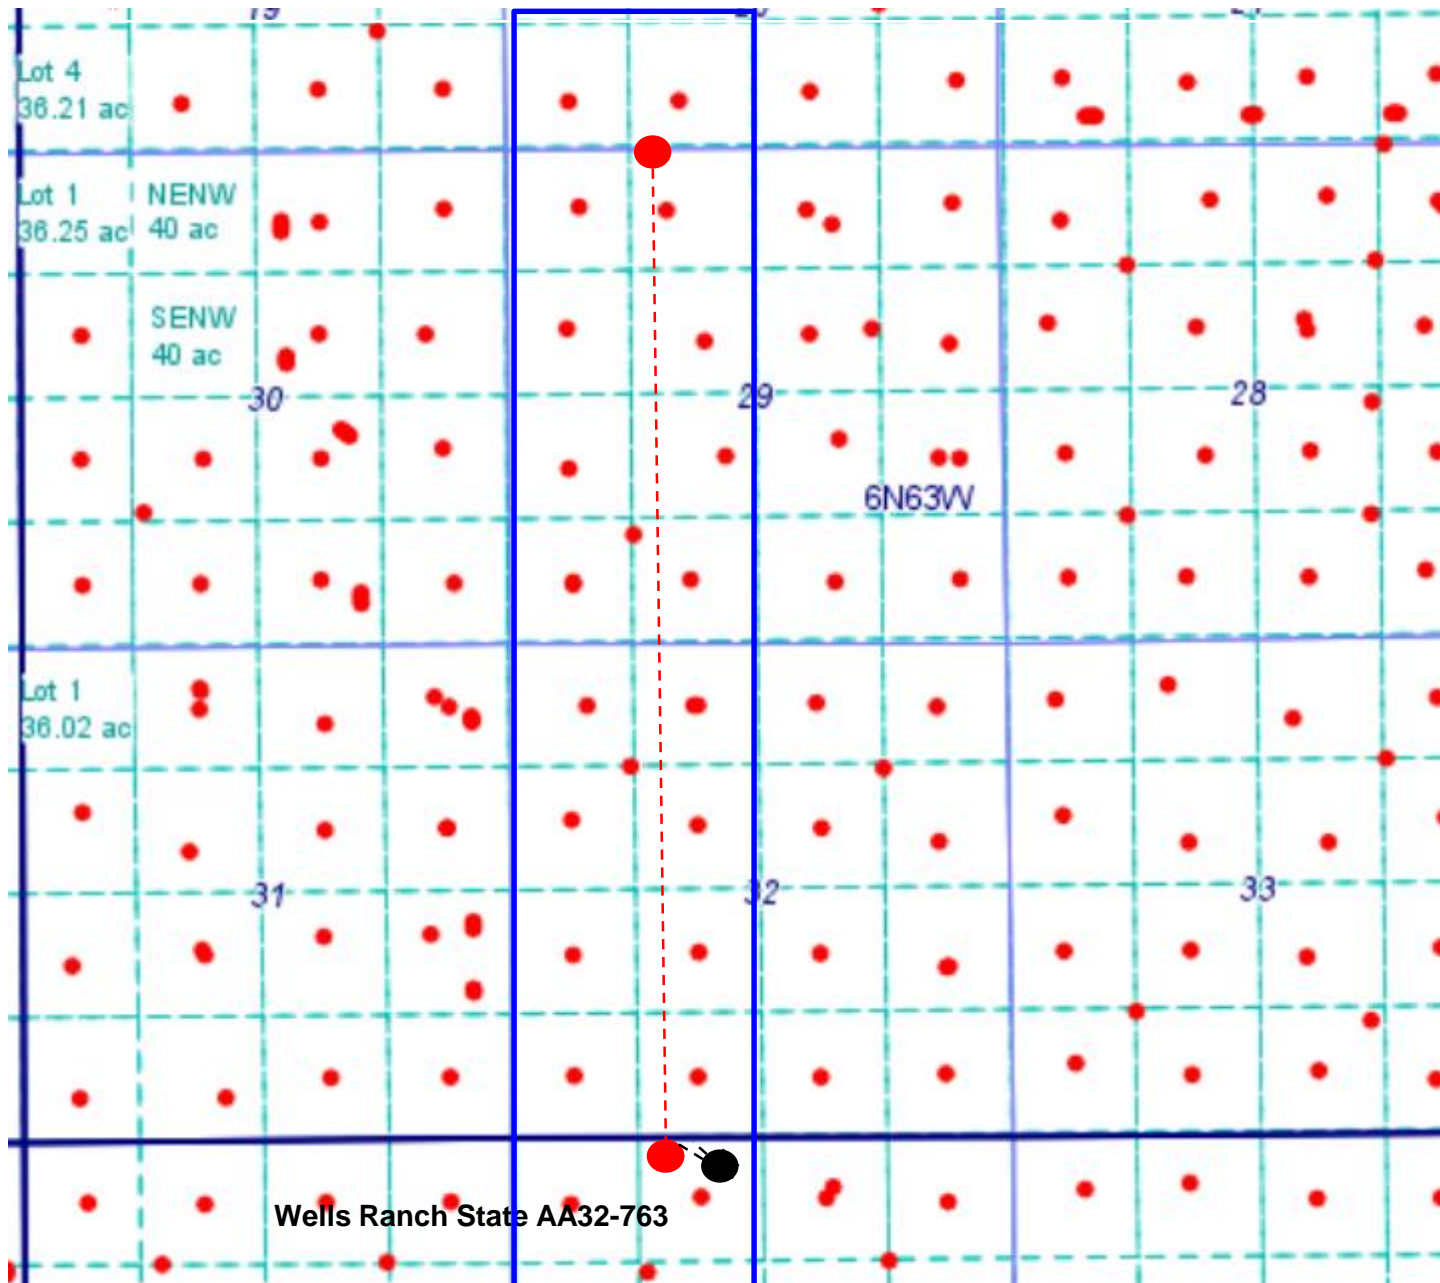 Lot 4
36.21 ac
Lot 1
36.25 ac
NENW
40 ac
SENW
40 ac
30
29
28
6N63W
Lot 1
36.02 ac
31
32
33
Wells Ranch State AA32-763